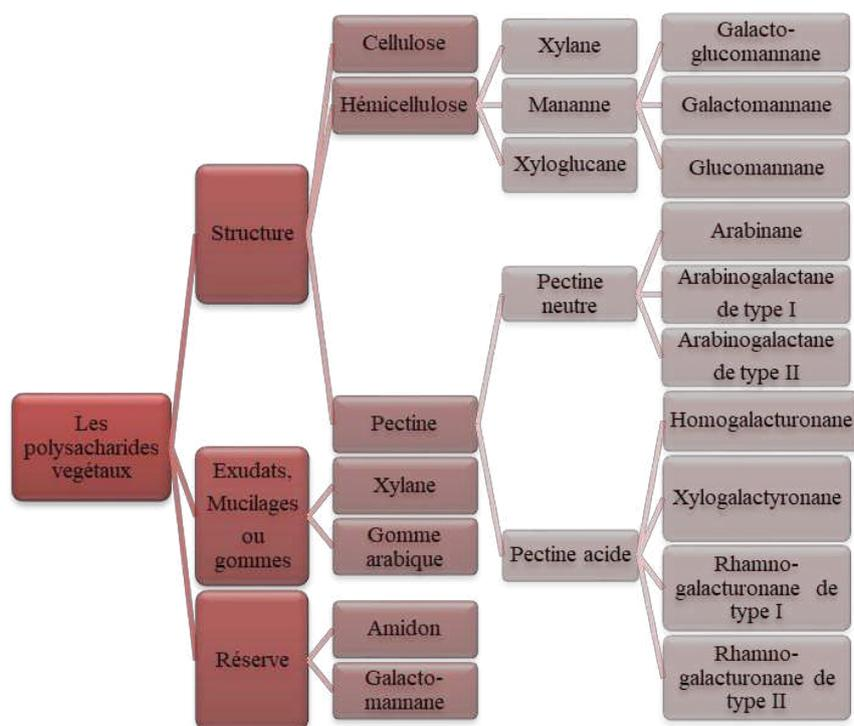 Les
polysacharides
vegétaux
Structure
Cellulose
Hémicellulose
Xylane
Mananne
Galacto-
glucomannane
Galactomannane
Glucomannane
Xyloglucane
Pectine
Pectine
neutre
Arabinane
Arabinogalactane
de type I
Arabinogalactane
de type II
Pectine acide
Homogalacturonane
Xylogalactyronane
Rhamno-
galacturonane de
type I
Rhamno-
galacturonane de
type II
Exudats,
Mucilages
ou
gommes
Xylane
Gomme
arabique
Réserve
Amidon
Galacto-
mannane